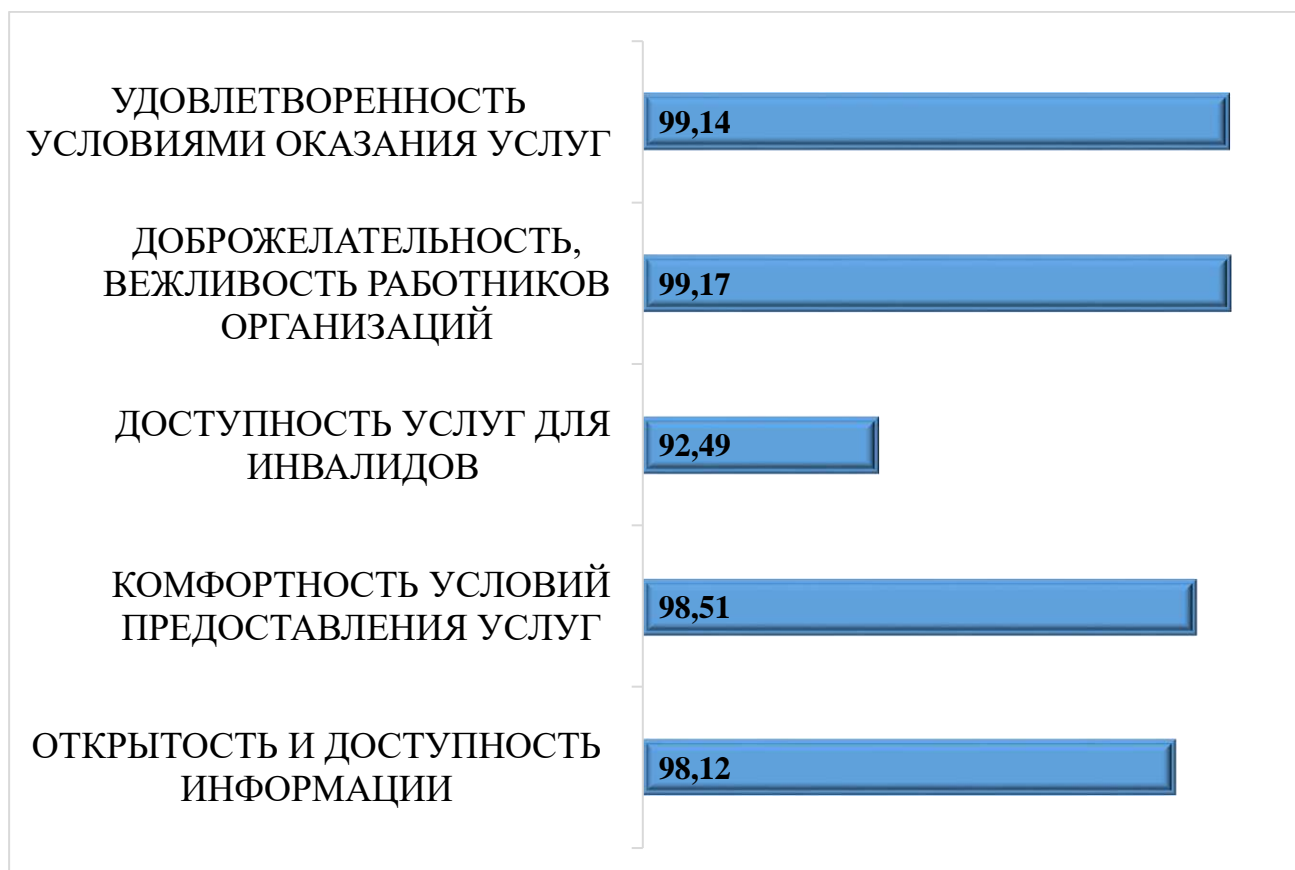 УДОВЛЕТВОРЕННОСТЬ
УСЛОВИЯМИ ОКАЗАНИЯ УСЛУГ
99,14
ДОБРОЖЕЛАТЕЛЬНОСТЬ,
ВЕЖЛИВОСТЬ РАБОТНИКОВ
ОРГАНИЗАЦИЙ
99,17
ДОСТУПНОСТЬ УСЛУГ ДЛЯ
ИНВАЛИДОВ
92,49
КОМФОРТНОСТЬ УСЛОВИЙ
ПРЕДОСТАВЛЕНИЯ УСЛУГ
98,51
ОТКРЫТОСТЬ И ДОСТУПНОСТЬ
ИНФОРМАЦИИ
98,12